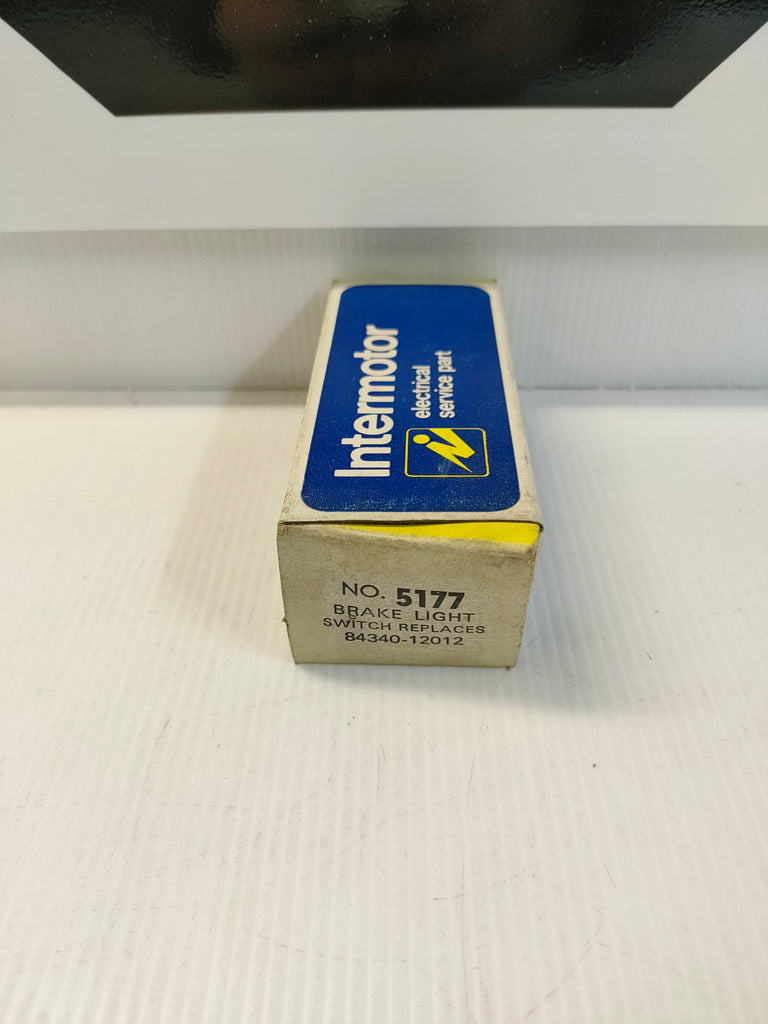 Intermotor
electrical
service part
NO. 5177
BRAKE LIGHT
SWITCH REPLACES
84340-12012